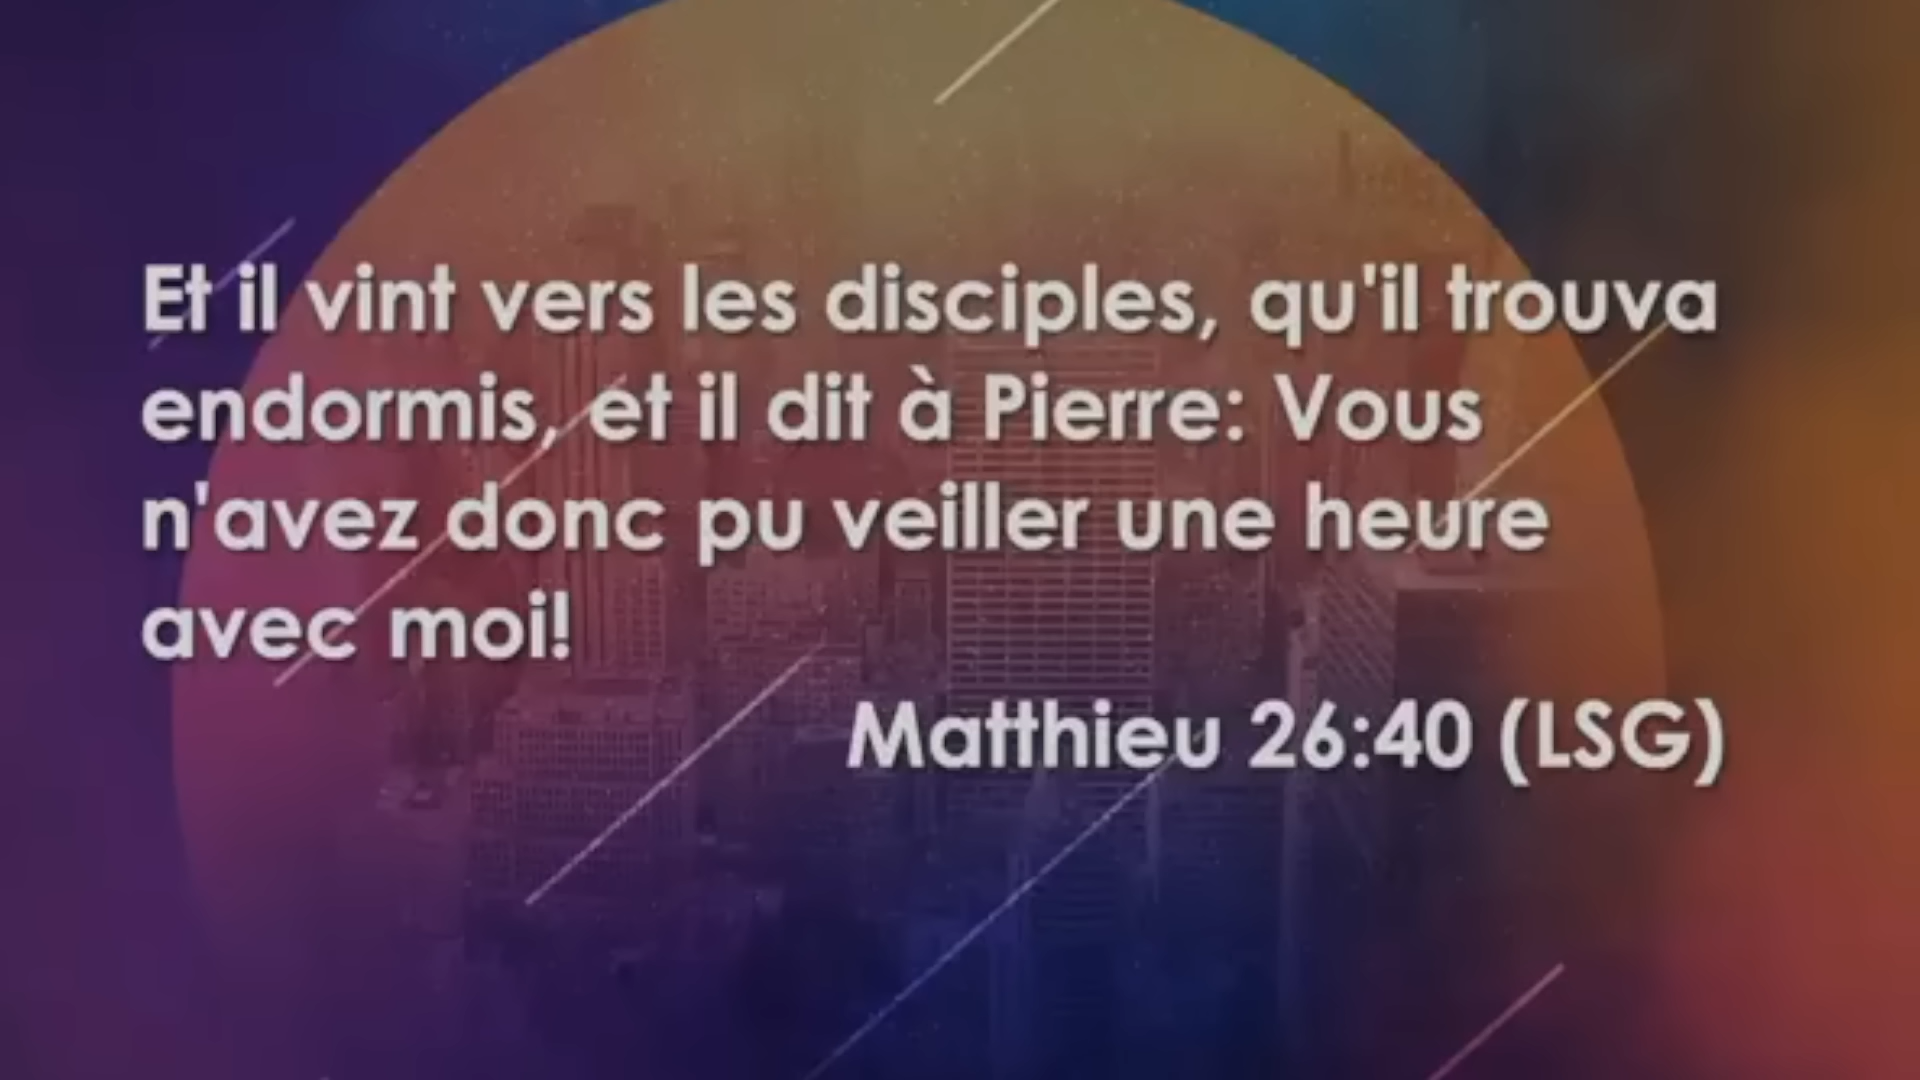 Et il vint vers les disciples, qu'il trouva
endormis, et il dit à Pierre: Vous
n'avez donc pu veiller une heure
avec moi!
Matthieu 26:40 (LSG)